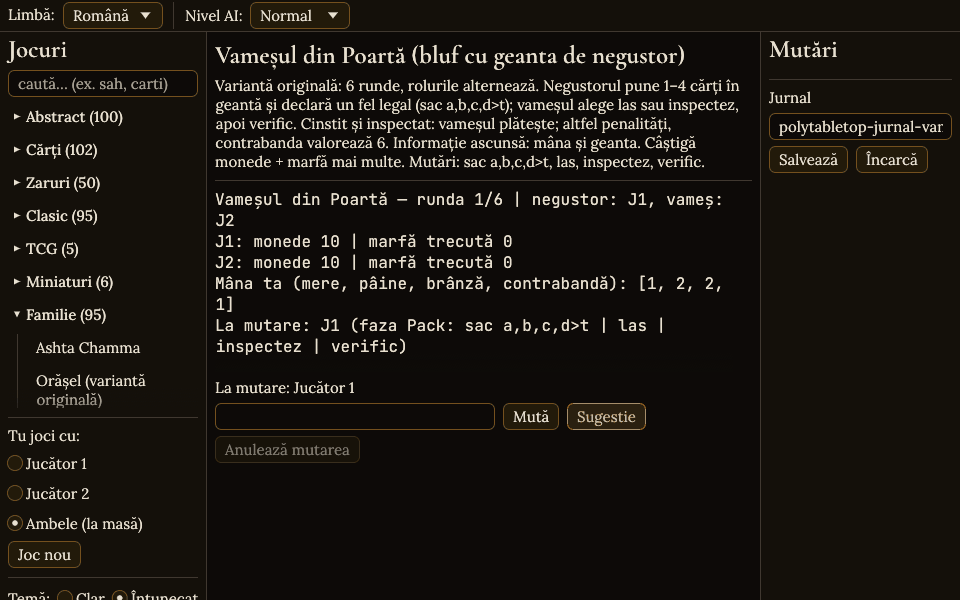 Limbă: Română ▼ Nivel AI: Normal ▼
Jocuri
caută... (ex. sah, carti)
▸ Abstract (100)
▸ Cărți (102)
▸ Zaruri (50)
▸ Clasic (95)
▸ TCG (5)
▸ Miniaturi (6)
▾ Familie (95)
Ashta Chamma
Orășel (variantă
originală)
Tu joci cu:
Jucător 1
Jucător 2
Ambele (la masă)
Joc nou
Temă: Clar Întunecat
Vameșul din Poartă (bluf cu geanta de negustor)
Variantă originală: 6 runde, rolurile alternează. Negustorul pune 1–4 cărți în
geantă și declară un fel legal (sac a,b,c,d>t); vameșul alege las sau inspectez,
apoi verific. Cinstit și inspectat: vameșul plătește; altfel penalități,
contrabanda valorează 6. Informație ascunsă: mâna și geanta. Câștigă
monede + marfă mai multe. Mutări: sac a,b,c,d>t, las, inspectez, verific.
Vameșul din Poartă — runda 1/6 | negustor: J1, vameș:
J2
J1: monede 10 | marfă trecută 0
J2: monede 10 | marfă trecută 0
Mâna ta (mere, pâine, brânză, contrabandă): [1, 2, 2,
1]
La mutare: J1 (faza Pack: sac a,b,c,d>t | las |
inspectez | verific)
La mutare: Jucător 1
Mută Sugestie
Anulează mutarea
Mutări
Jurnal
polytabletop-jurnal-var
Salvează Încarcă